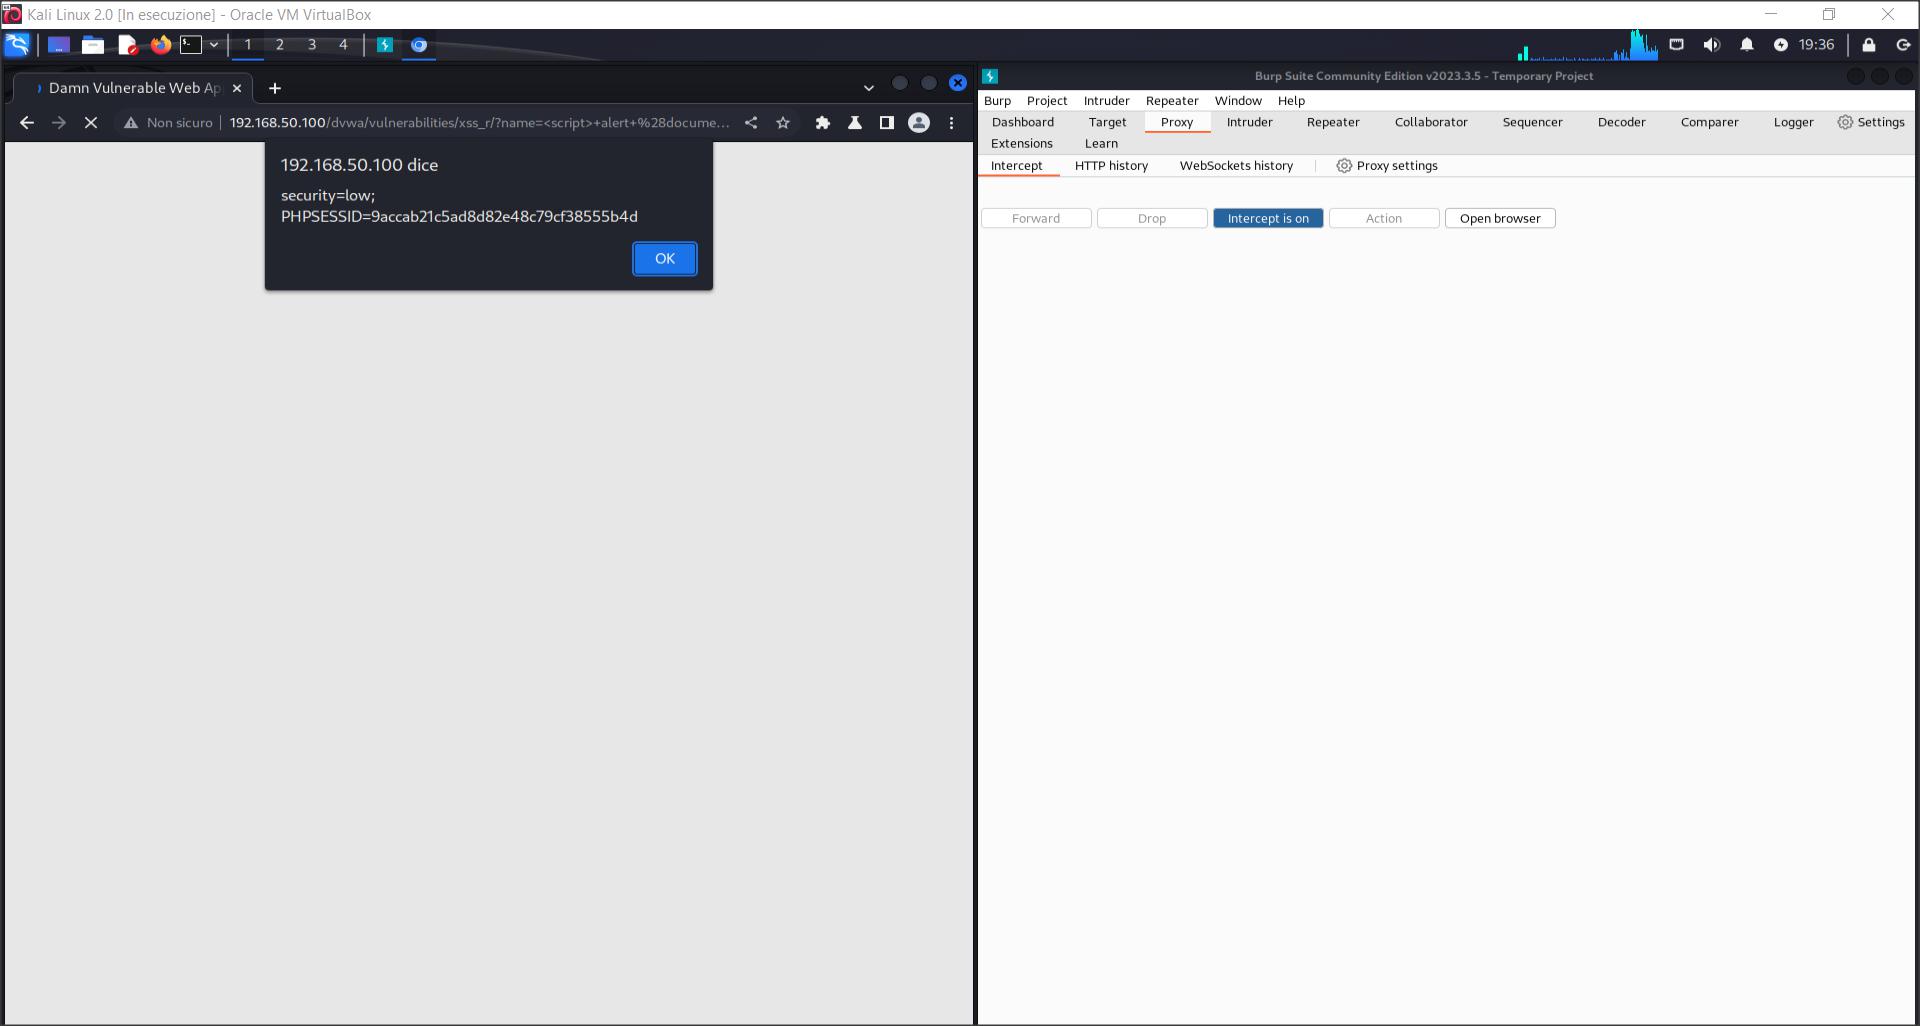 Kali Linux 2.0 [In esecuzione] - Oracle VM VirtualBox
1 2 3 4 19:36
Damn Vulnerable Web Ap
Non sicuro 192.168.50.100/dvwa/vulnerabilities/xss_r/?name=<script>+alert+%28docume...
192.168.50.100 dice
security=low;
PHPSESSID=9accab21c5ad8d82e48c79cf38555b4d
OK
Burp Suite Community Edition v2023.3.5 - Temporary Project
Burp Project Intruder Repeater Window Help
Dashboard Target Proxy Intruder Repeater Collaborator Sequencer Decoder Comparer Logger Settings
Extensions Learn
Intercept HTTP history WebSockets history Proxy settings
Forward Drop Intercept is on Action Open browser